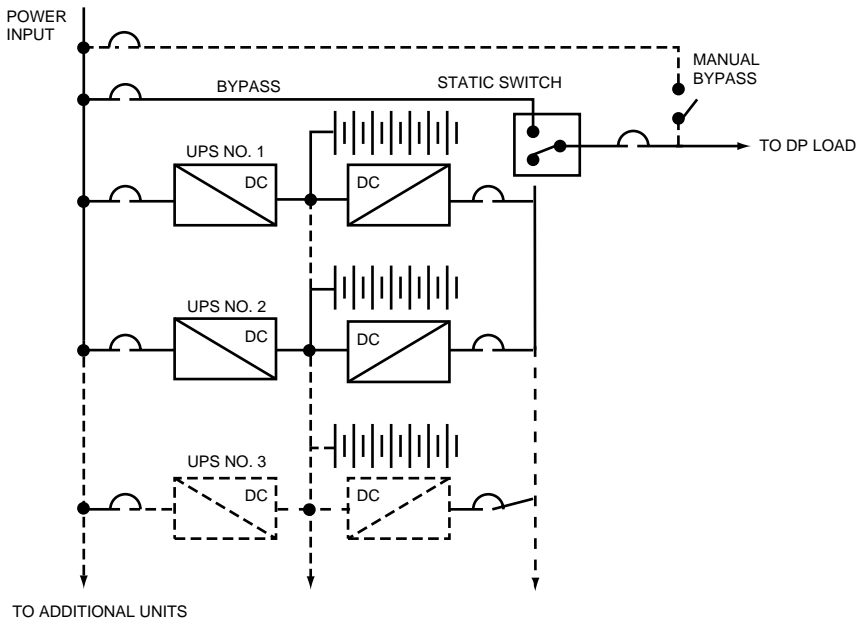 POWER
INPUT
MANUAL
BYPASS
BYPASS
STATIC SWITCH
TO DP LOAD
UPS NO. 1
DC
DC
UPS NO. 2
DC
DC
UPS NO. 3
DC
DC
TO ADDITIONAL UNITS